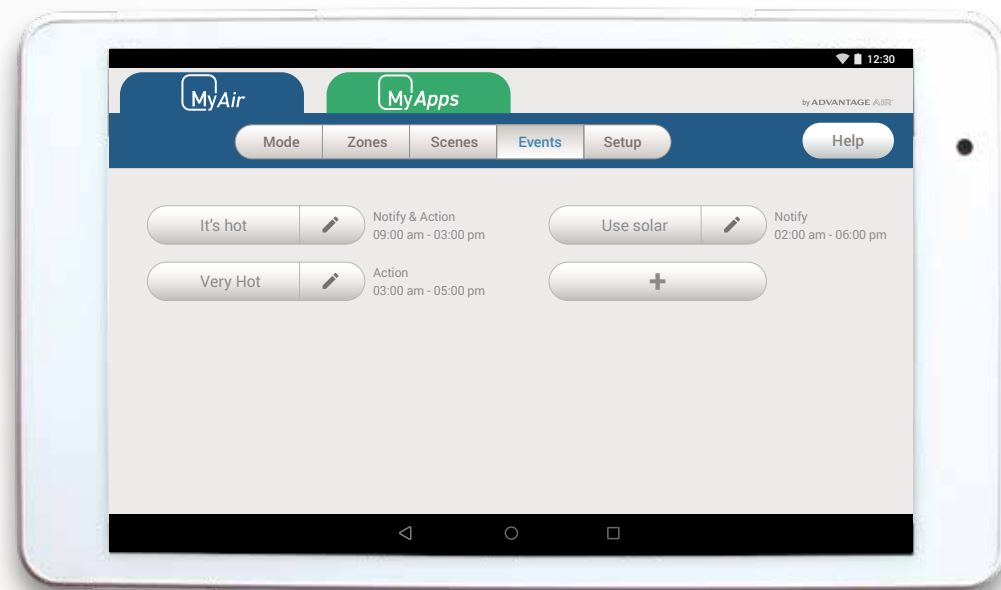 12:30
MyAir
MyApps
by ADVANTAGE AIR
Mode Zones Scenes Events Setup
Help
It's hot
Notify & Action
09:00 am - 03:00 pm
Use solar
Notify
02:00 am - 06:00 pm
Very Hot
Action
03:00 am - 05:00 pm